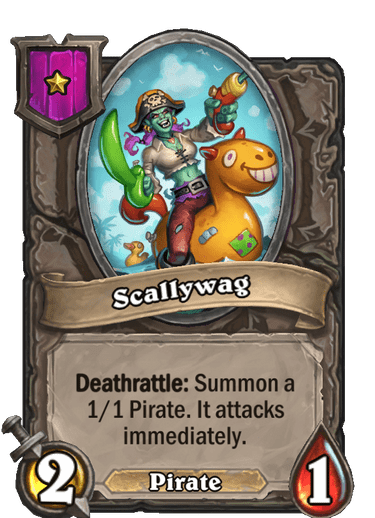 Scallywag
Deathrattle: Summon a
1/1 Pirate. It attacks
immediately.
2
Pirate
1